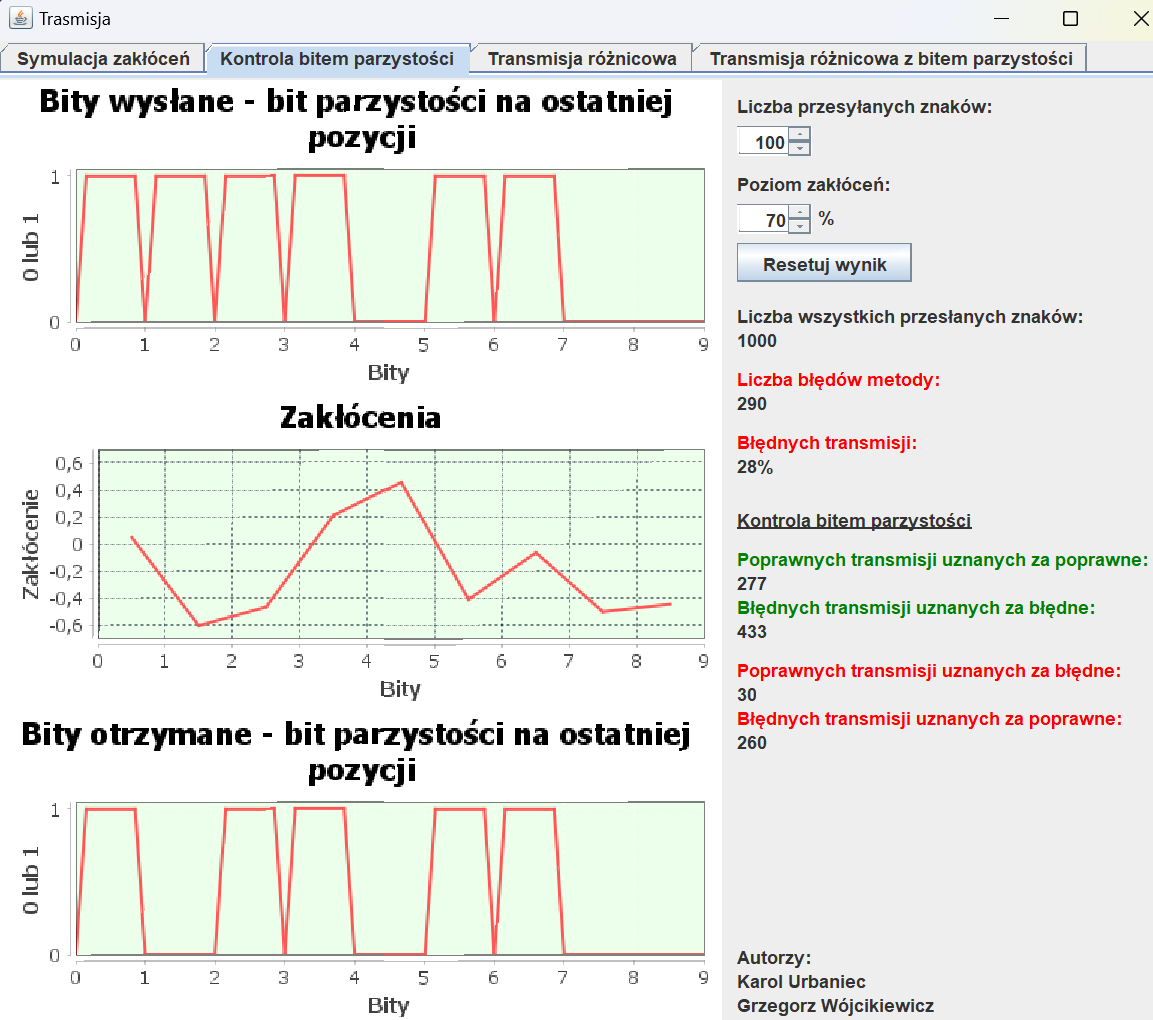 Trasmisja
Symulacja zakłóceń
Kontrola bitem parzystości
Transmisja różnicowa
Transmisja różnicowa z bitem parzystości
Bity wysłane - bit parzystości na ostatniej
pozycji
0 lub 1
1
0
0 1 2 3 4 5 6 7 8 9
Bity
Zakłócenia
Zakłócenie
0,6
0,4
0,2
0
-0,2
-0,4
-0,6
0 1 2 3 4 5 6 7 8 9
Bity
Bity otrzymane - bit parzystości na ostatniej
pozycji
0 lub 1
1
0
0 1 2 3 4 5 6 7 8 9
Bity
Liczba przesyłanych znaków:
100
Poziom zakłóceń:
70 %
Resetuj wynik
Liczba wszystkich przesłanych znaków:
1000
Liczba błędów metody:
290
Błędnych transmisji:
28%
Kontrola bitem parzystości
Poprawnych transmisji uznanych za poprawne:
277
Błędnych transmisji uznanych za błędne:
433
Poprawnych transmisji uznanych za błędne:
30
Błędnych transmisji uznanych za poprawne:
260
Autorzy:
Karol Urbaniec
Grzegorz Wójcikiewicz